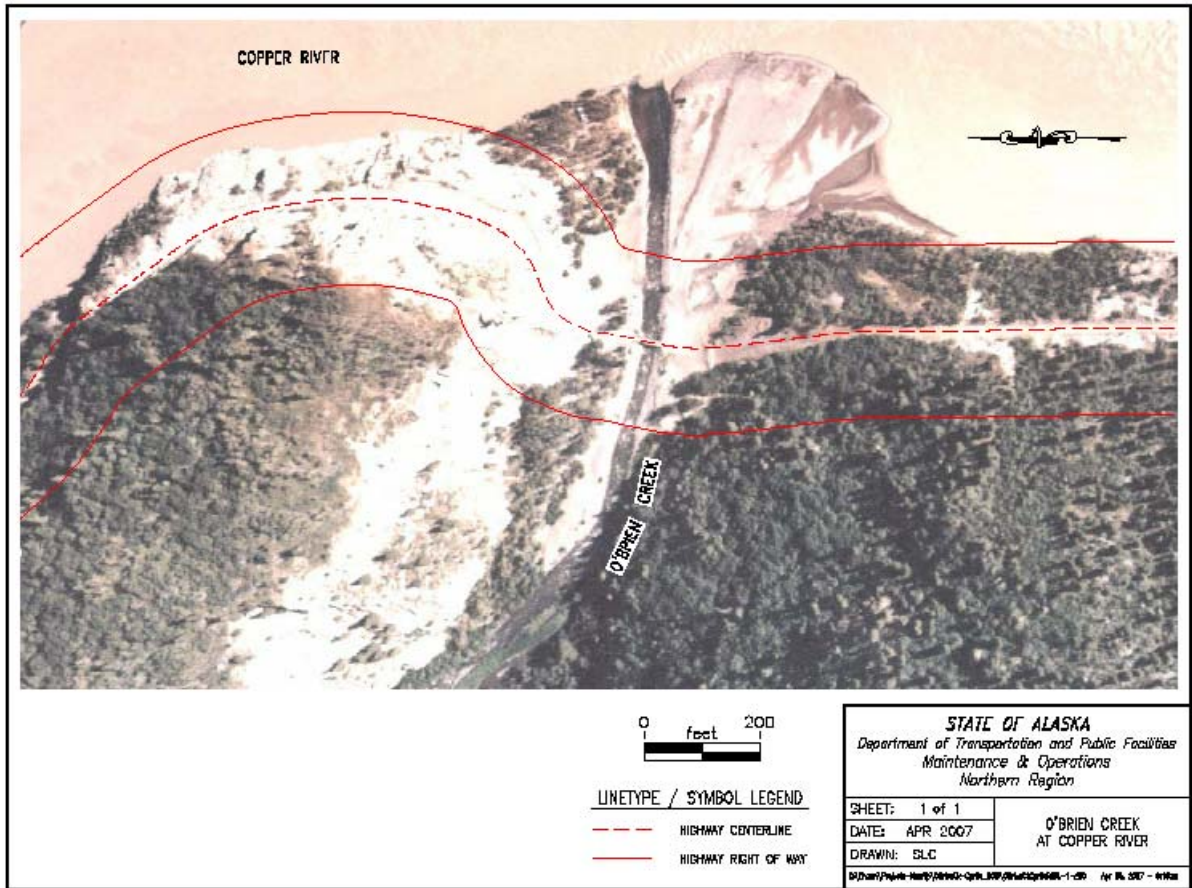 COPPER RIVER
O'BRIEN CREEK
0 200
feet
LINETYPE / SYMBOL LEGEND
HIGHWAY CENTERLINE
HIGHWAY RIGHT OF WAY
STATE OF ALASKA
Department of Transportation and Public Facilities
Maintenance & Operations
Northern Region
SHEET: 1 of 1
DATE: APR 2007
DRAWN: SLC
O'BRIEN CREEK
AT COPPER RIVER